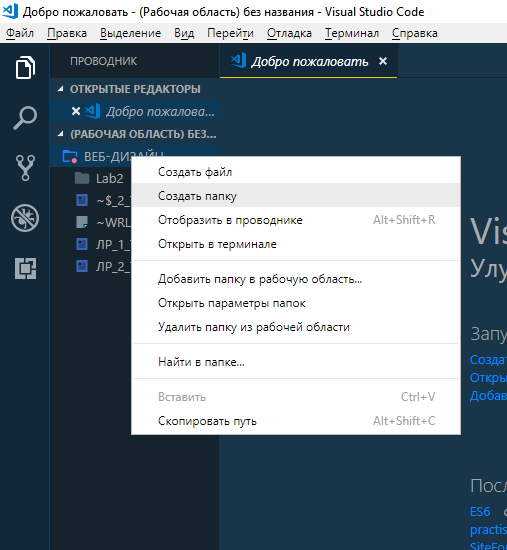 Добро пожаловать - (Рабочая область) без названия - Visual Studio Code
Файл Правка Выделение Вид Перейти Отладка Терминал Справка
ПРОВОДНИК
Добро пожаловать
ОТКРЫТЫЕ РЕДАКТОРЫ
Добро пожалова...
(РАБОЧАЯ ОБЛАСТЬ) БЕЗ...
ВЕБ-ДИЗАЙН
Lab2
~$_2_
~WRL
ЛР_1_
ЛР_2_
Создать файл
Создать папку
Отобразить в проводнике Alt+Shift+R
Открыть в терминале
Добавить папку в рабочую область...
Открыть параметры папок
Удалить папку из рабочей области
Найти в папке...
Вставить Ctrl+V
Скопировать путь Alt+Shift+C
Vis
Улу
Запу
Создат
Откры
Добав
Посл
ES6
practis
SiteFor